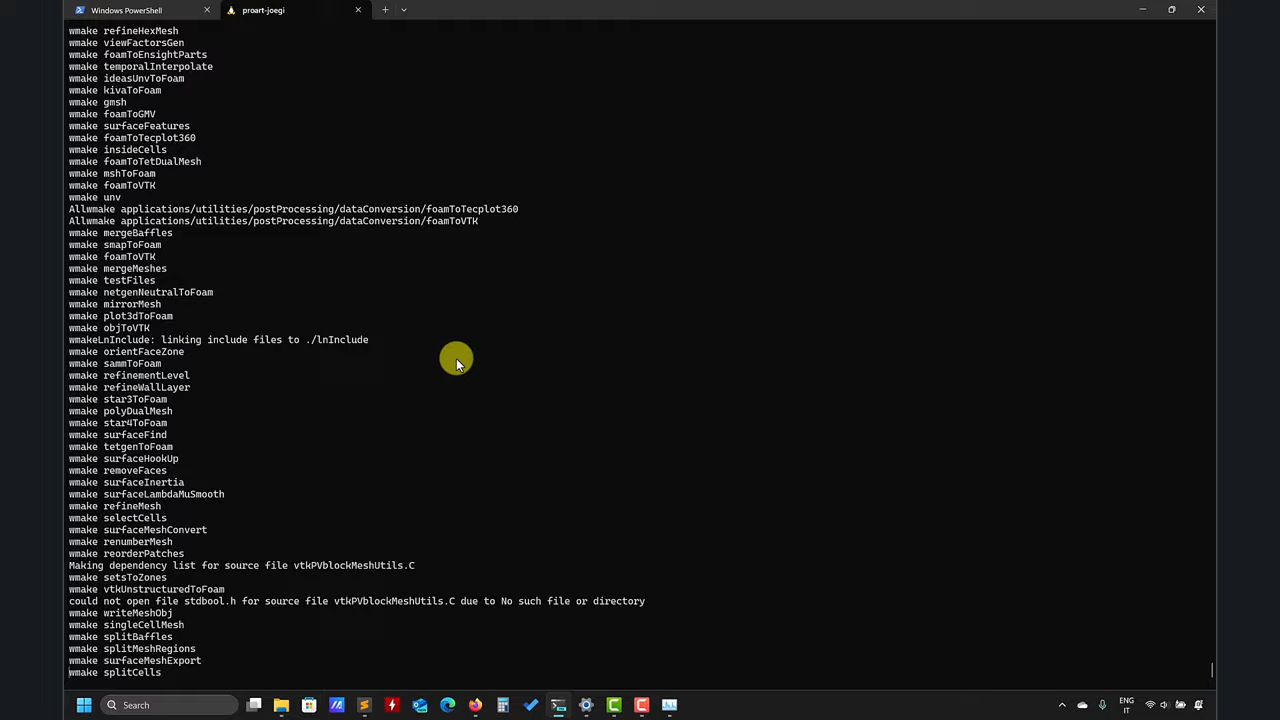 Windows PowerShell
proart-joegi
wmake refineHexMesh
wmake viewFactorsGen
wmake foamToEnsightParts
wmake temporalInterpolate
wmake ideasUnvToFoam
wmake kivaToFoam
wmake gmsh
wmake foamToGMV
wmake surfaceFeatures
wmake foamToTecplot360
wmake insideCells
wmake foamToTetDualMesh
wmake mshToFoam
wmake foamToVTK
wmake unv
Allwmake applications/utilities/postProcessing/dataConversion/foamToTecplot360
Allwmake applications/utilities/postProcessing/dataConversion/foamToVTK
wmake mergeBaffles
wmake smapToFoam
wmake foamToVTK
wmake mergeMeshes
wmake testFiles
wmake netgenNeutralToFoam
wmake mirrorMesh
wmake plot3dToFoam
wmake objToVTK
wmakeLnInclude: linking include files to ./lnInclude
wmake orientFaceZone
wmake sammToFoam
wmake refinementLevel
wmake refineWallLayer
wmake star3ToFoam
wmake polyDualMesh
wmake star4ToFoam
wmake surfaceFind
wmake tetgenToFoam
wmake surfaceHookUp
wmake removeFaces
wmake surfaceInertia
wmake surfaceLambdaMuSmooth
wmake refineMesh
wmake selectCells
wmake surfaceMeshConvert
wmake renumberMesh
wmake reorderPatches
Making dependency list for source file vtkPVblockMeshUtils.C
wmake setsToZones
wmake vtkUnstructuredToFoam
could not open file stdbool.h for source file vtkPVblockMeshUtils.C due to No such file or directory
wmake writeMeshObj
wmake singleCellMesh
wmake splitBaffles
wmake splitMeshRegions
wmake surfaceMeshExport
wmake splitCells
Search
ENG
IT